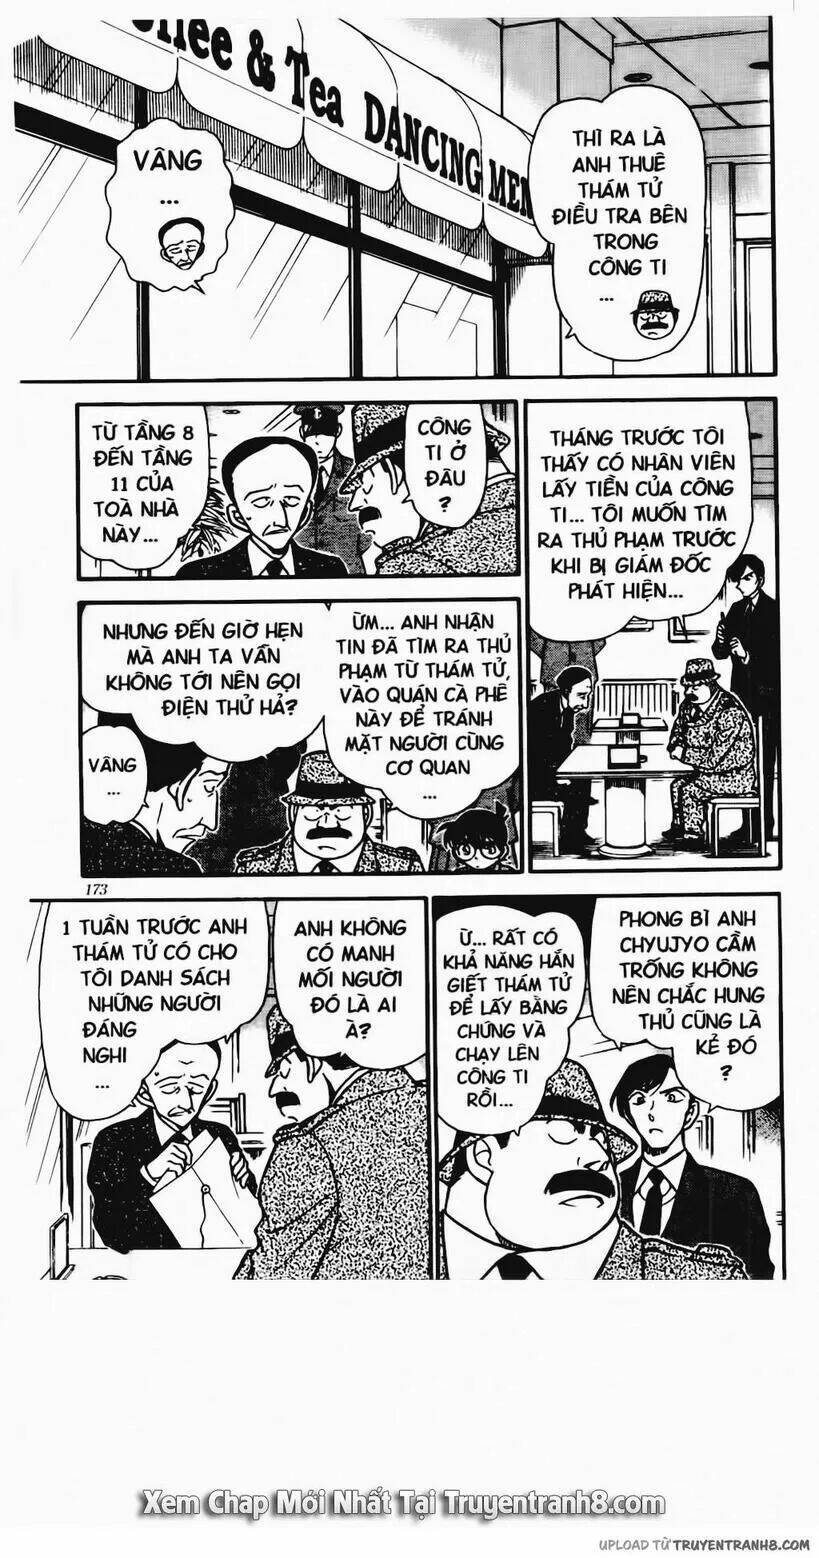 offee & Tea DANCING MEN
THÌ RA LÀ
ANH THUÊ
THÁM TỬ
ĐIỀU TRA BÊN
TRONG
CÔNG TI
...
VÂNG
...
THÁNG TRƯỚC TÔI
THẤY CÓ NHÂN VIÊN
LẤY TIỀN CỦA CÔNG
TI... TÔI MUỐN TÌM
RA THỦ PHẠM TRƯỚC
KHI BỊ GIÁM ĐỐC
PHÁT HIỆN...
CÔNG
TI Ở
ĐÂU
?
TỪ TẦNG 8
ĐẾN TẦNG
11 CỦA
TOÀ NHÀ
NÀY...
ỪM... ANH NHẬN
TIN ĐÃ TÌM RA THỦ
PHẠM TỪ THÁM TỬ,
VÀO QUÁN CÀ PHÊ
NÀY ĐỂ TRÁNH
MẶT NGƯỜI CÙNG
CƠ QUAN
...
NHƯNG ĐẾN GIỜ HẸN
MÀ ANH TA VẪN
KHÔNG TỚI NÊN GỌI
ĐIỆN THỬ HẢ?
VÂNG
...
173
PHONG BÌ ANH
CHYUJYO CẦM
TRỐNG KHÔNG
NÊN CHẮC HUNG
THỦ CŨNG LÀ
KẺ ĐÓ
?
Ừ... RẤT CÓ
KHẢ NĂNG HẮN
GIẾT THÁM TỬ
ĐỂ LẤY BẰNG
CHỨNG VÀ
CHẠY LÊN
CÔNG TI
RỒI...
ANH KHÔNG
CÓ MANH
MỐI NGƯỜI
ĐÓ LÀ AI
À?
1 TUẦN TRƯỚC ANH
THÁM TỬ CÓ CHO
TÔI DANH SÁCH
NHỮNG NGƯỜI
ĐÁNG
NGHI
...
Xem Chap Mới Nhất Tại Truyentranh8.com
UPLOAD TỪ TRUYENTRANH8.COM